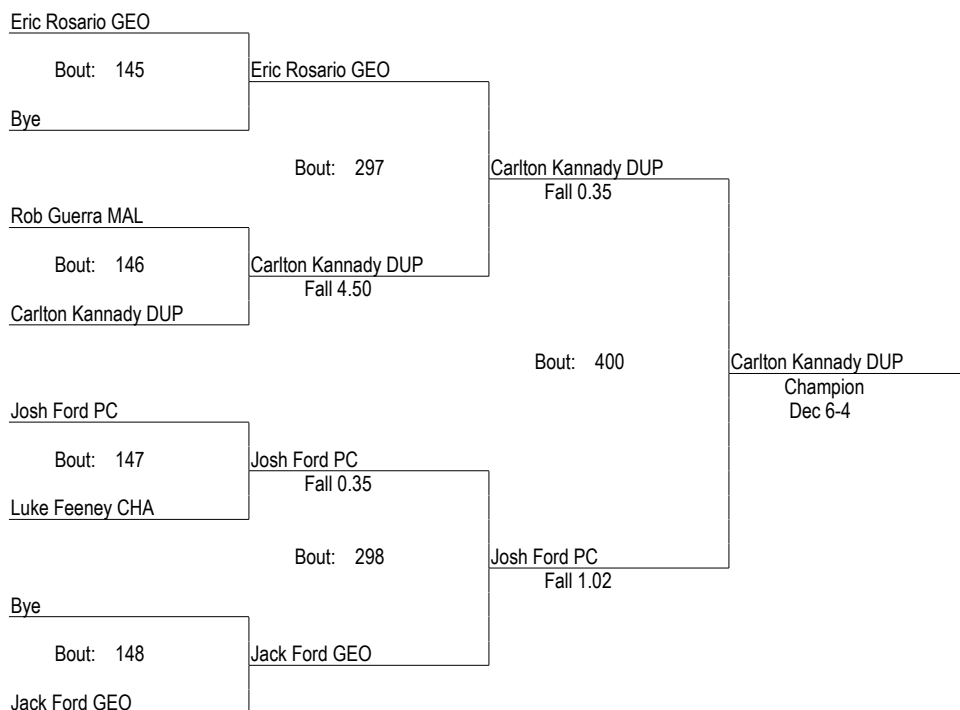 Eric Rosario GEO
Bout: 145
Eric Rosario GEO
Bye
Bout: 297
Carlton Kannady DUP
Fall 0.35
Rob Guerra MAL
Bout: 146
Carlton Kannady DUP
Fall 4.50
Carlton Kannady DUP
Bout: 400
Carlton Kannady DUP
Champion
Dec 6-4
Josh Ford PC
Bout: 147
Josh Ford PC
Fall 0.35
Luke Feeney CHA
Bout: 298
Josh Ford PC
Fall 1.02
Bye
Bout: 148
Jack Ford GEO
Jack Ford GEO